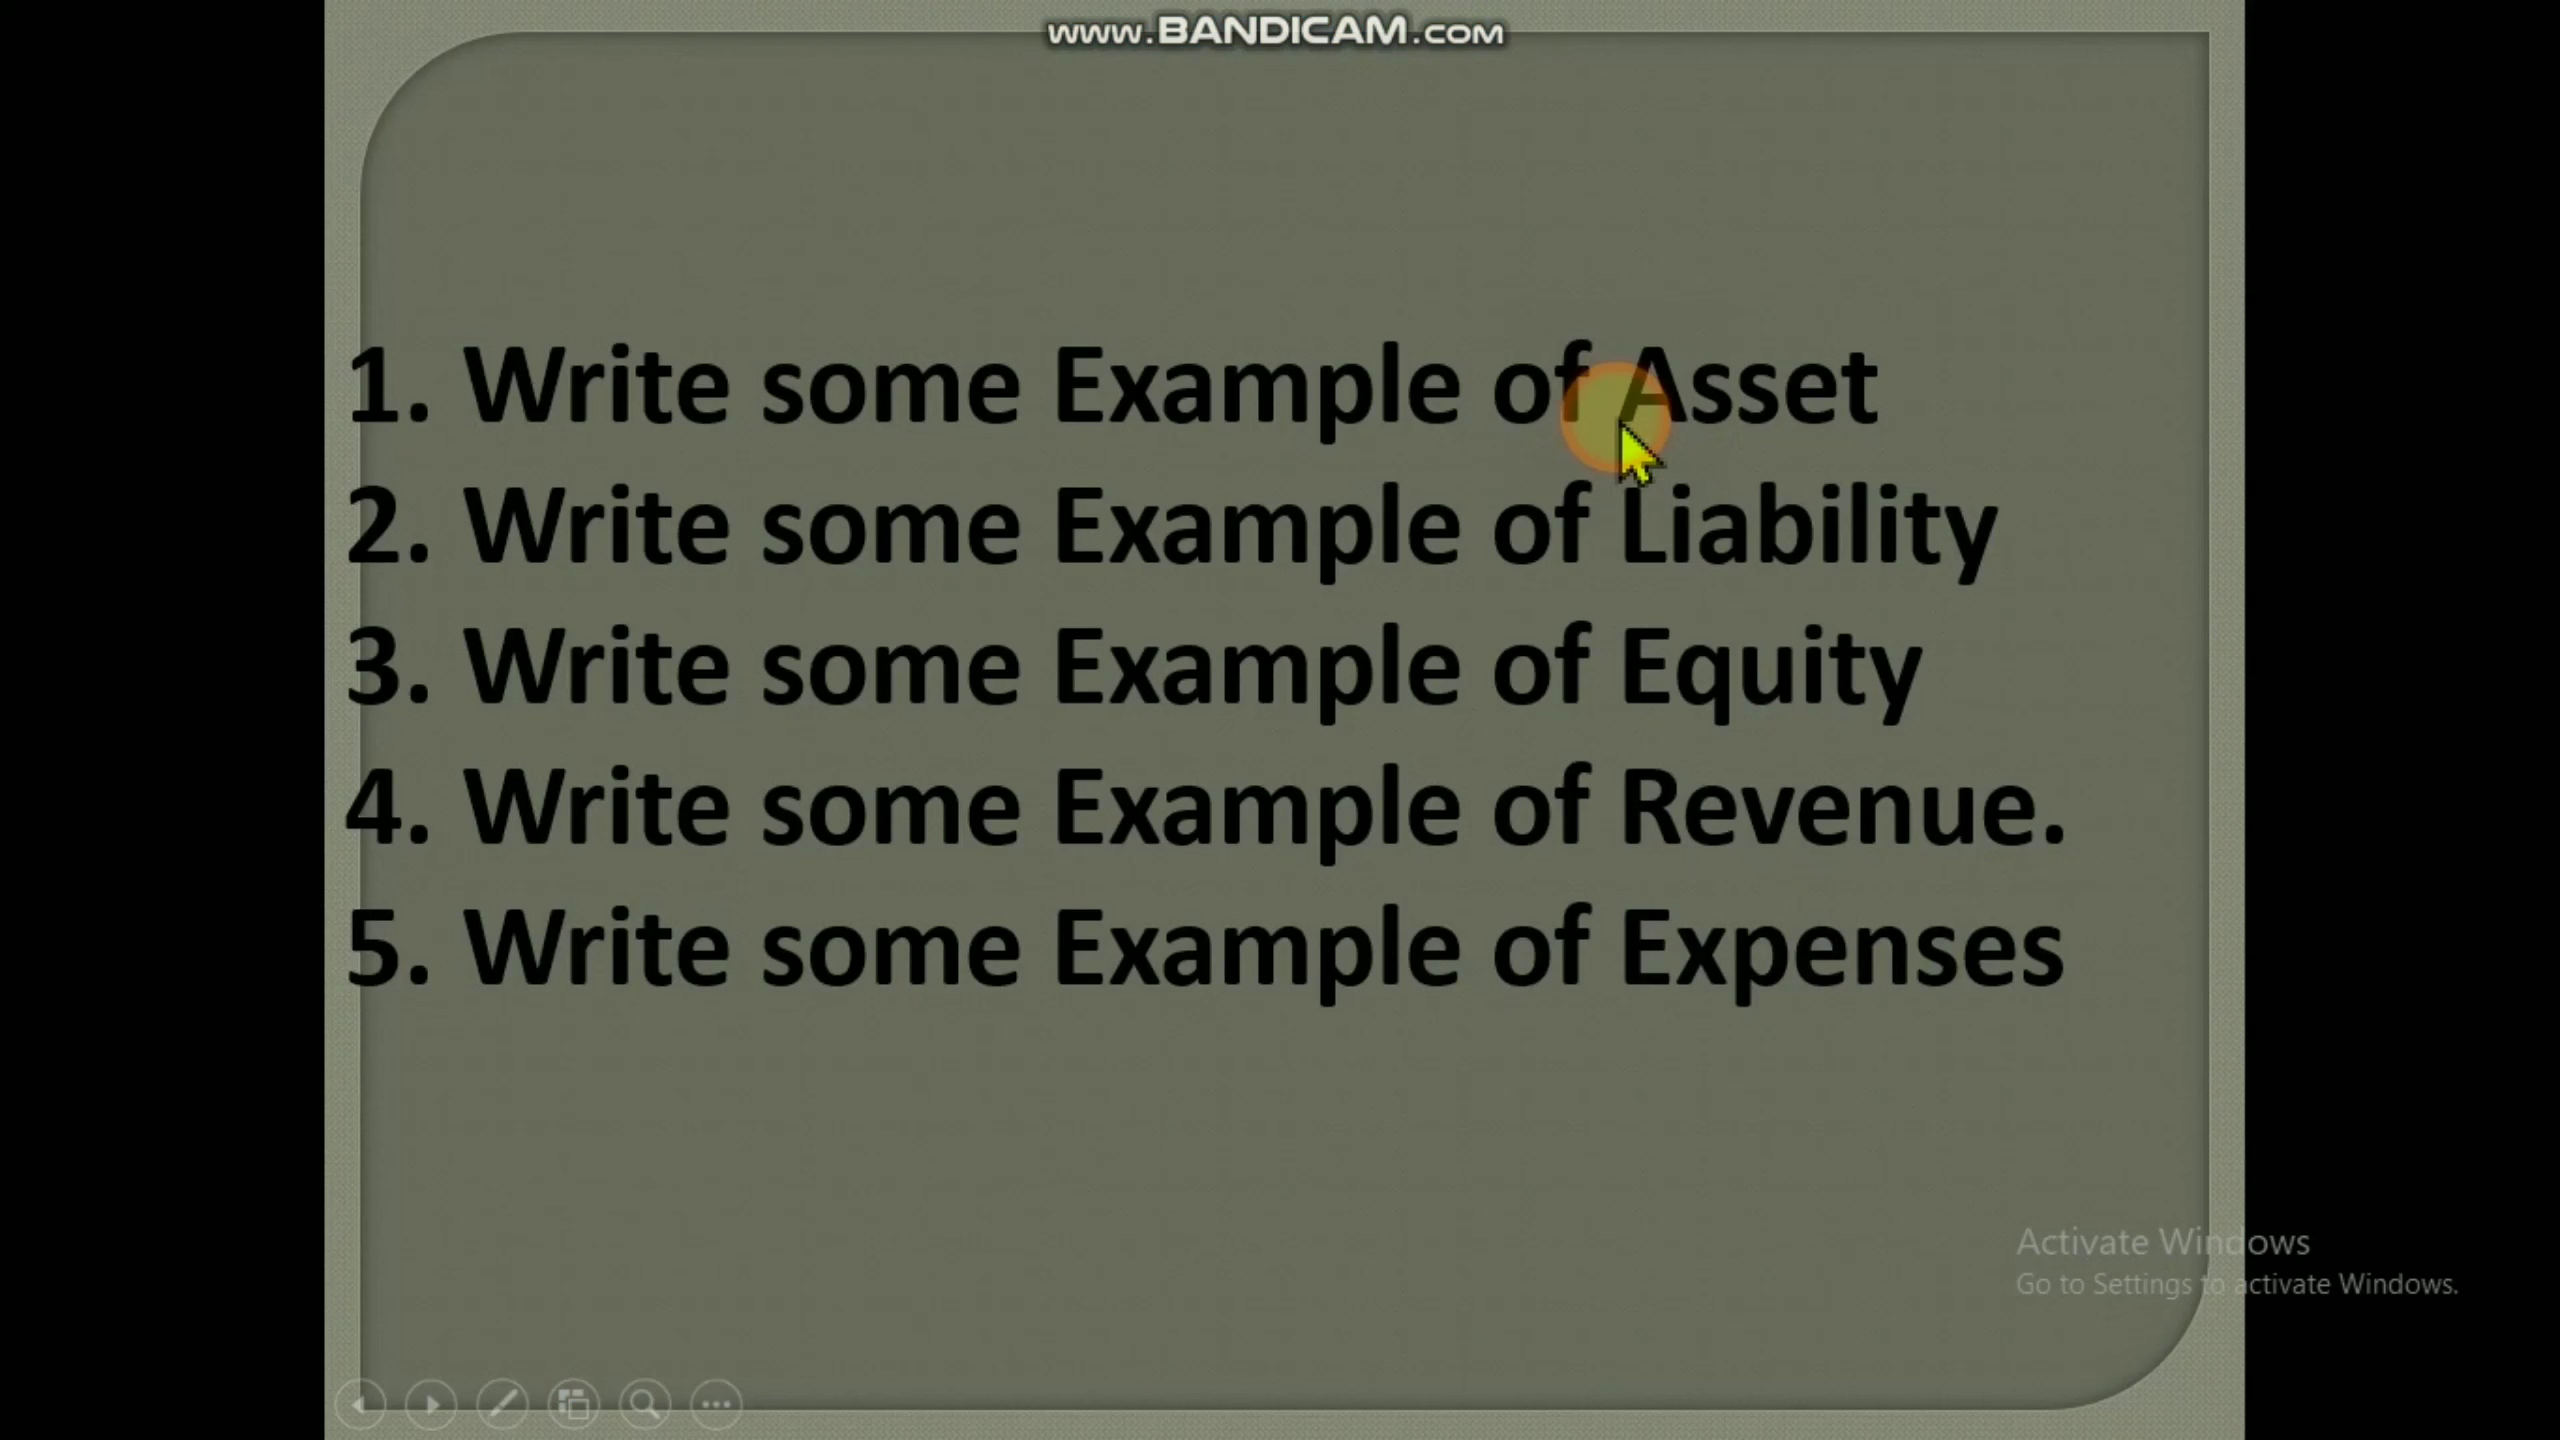 www.BANDICAM.com
1. Write some Example of Asset
2. Write some Example of Liability
3. Write some Example of Equity
4. Write some Example of Revenue.
5. Write some Example of Expenses
Activate Windows
Go to Settings to activate Windows.